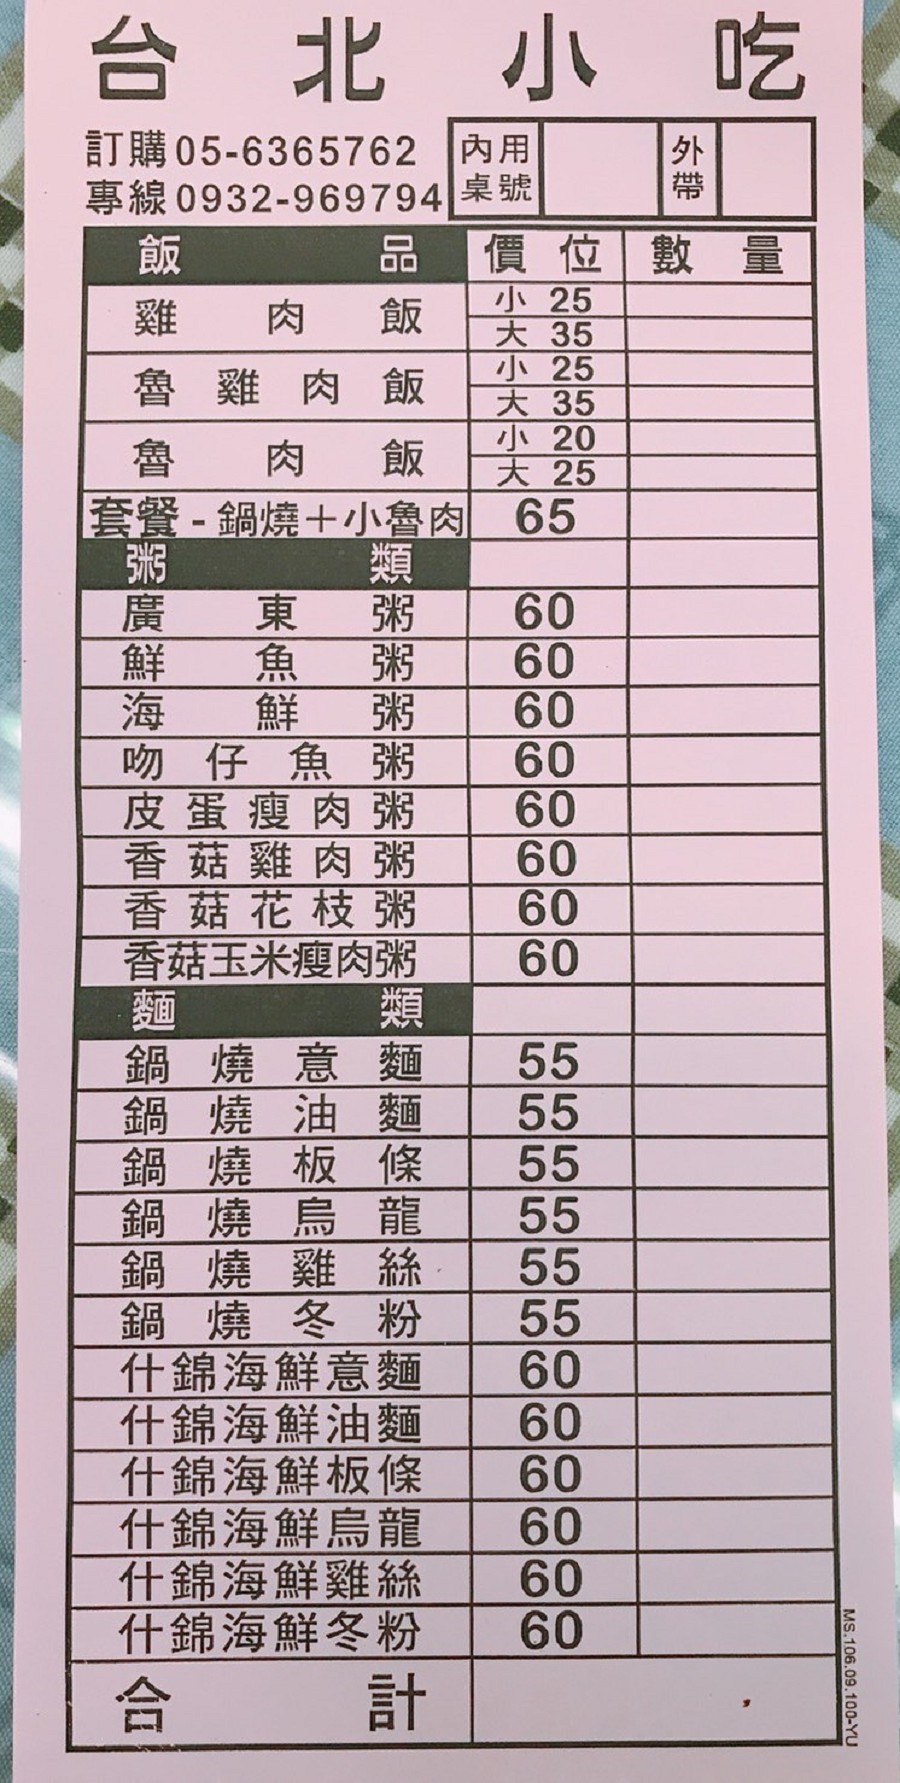 台北小吃
訂購05-6365762
專線0932-969794
內用桌號
外帶
飯品 價位 數量
雞肉飯 小 25
大 35
魯雞肉飯 小 25
大 35
魯肉飯 小 20
大 25
套餐-鍋燒+小魯肉 65
粥類
廣東粥 60
鮮魚粥 60
海鮮粥 60
吻仔魚粥 60
皮蛋瘦肉粥 60
香菇雞肉粥 60
香菇花枝粥 60
香菇玉米瘦肉粥 60
麵類
鍋燒意麵 55
鍋燒油麵 55
鍋燒板條 55
鍋燒烏龍 55
鍋燒雞絲 55
鍋燒冬粉 55
什錦海鮮意麵 60
什錦海鮮油麵 60
什錦海鮮板條 60
什錦海鮮烏龍 60
什錦海鮮雞絲 60
什錦海鮮冬粉 60
合計
MS.106.09.100-YU